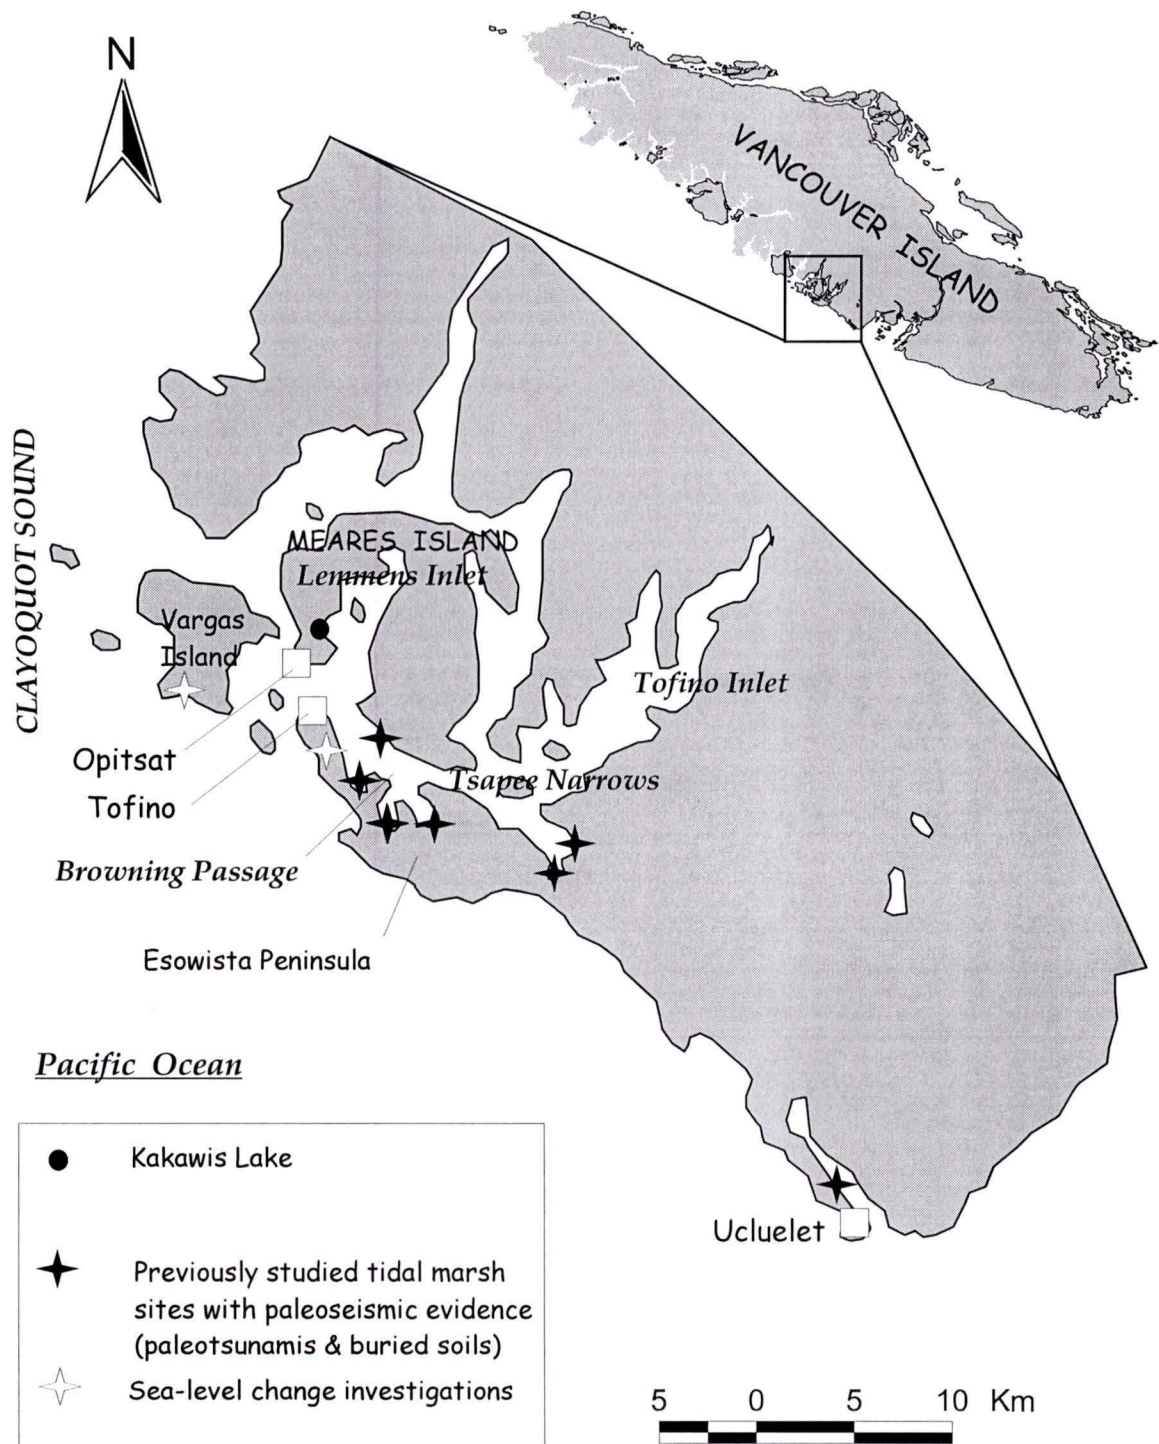 N
VANCOUVER ISLAND
CLAYOQUOT SOUND
MEARES ISLAND
Lemmens Inlet
Vargas
Island
Tofino Inlet
Opitsat
Tofino
Tsapee Narrows
Browning Passage
Esowista Peninsula
Pacific Ocean
Kakawis Lake
Ucluelet
Previously studied tidal marsh
sites with paleoseismic evidence
(paleotsunamis & buried soils)
Sea-level change investigations
5 0 5 10 Km